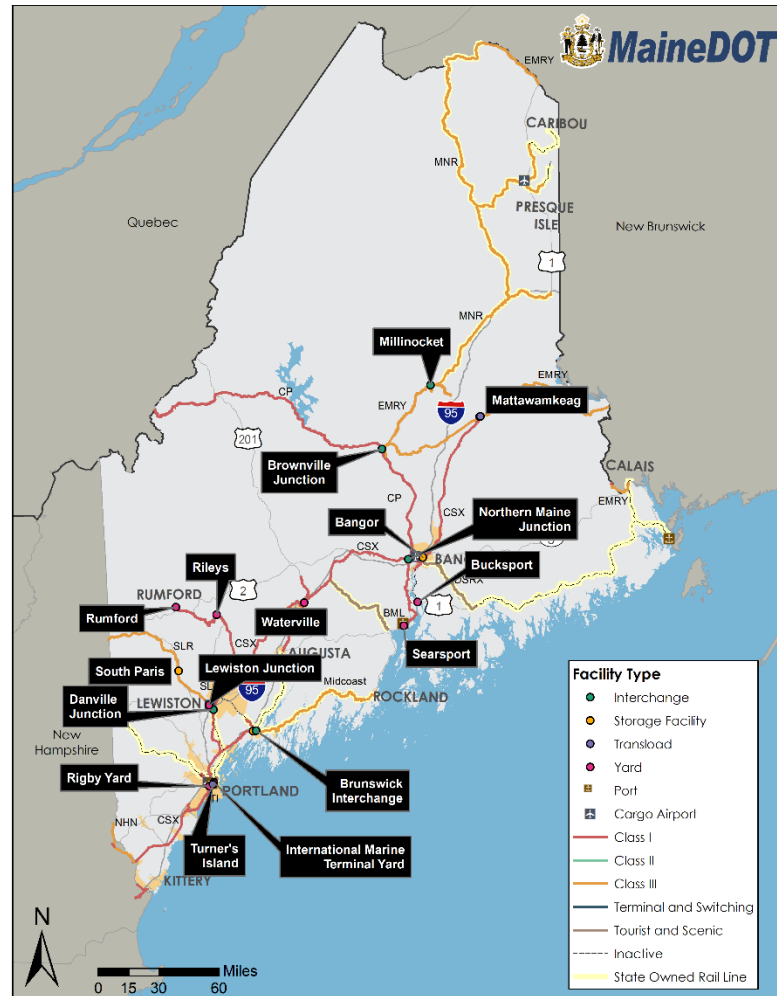 MaineDOT
EMRY
CARIBOU
MNR
Quebec
PRESQUE
ISLE
New Brunswick
1
MNR
Millinocket
EMRY
Mattawamkeag
CP
EMRY
95
201
Brownville
Junction
CALAIS
EMRY
CP
CSX
Northern Maine
Junction
Bangor
CSX
BANG
Bucksport
Rileys
RUMFORD
2
Rumford
Waterville
1
BML
CSX
Searsport
SLR
AUGUSTA
South Paris
Lewiston Junction
Midcoast
95
ROCKLAND
Danville
Junction
LEWISTON
SL
New
Hampshire
Rigby Yard
PORTLAND
Brunswick
Interchange
NHN
CSX
Turner's
Island
International Marine
Terminal Yard
KITTERY
N
Miles
0 15 30 60
Facility Type
Interchange
Storage Facility
Transload
Yard
Port
Cargo Airport
Class I
Class II
Class III
Terminal and Switching
Tourist and Scenic
Inactive
State Owned Rail Line